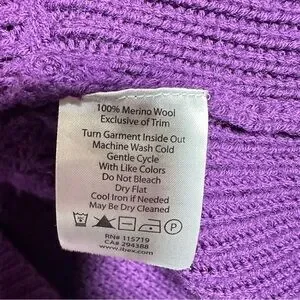 100% Merino Wool
Exclusive of Trim
Turn Garment Inside Out
Machine Wash Cold
Gentle Cycle
With Like Colors
Do Not Bleach
Dry Flat
Cool Iron if Needed
May Be Dry Cleaned
RN# 115719
CA# 294388
www.ibex.com